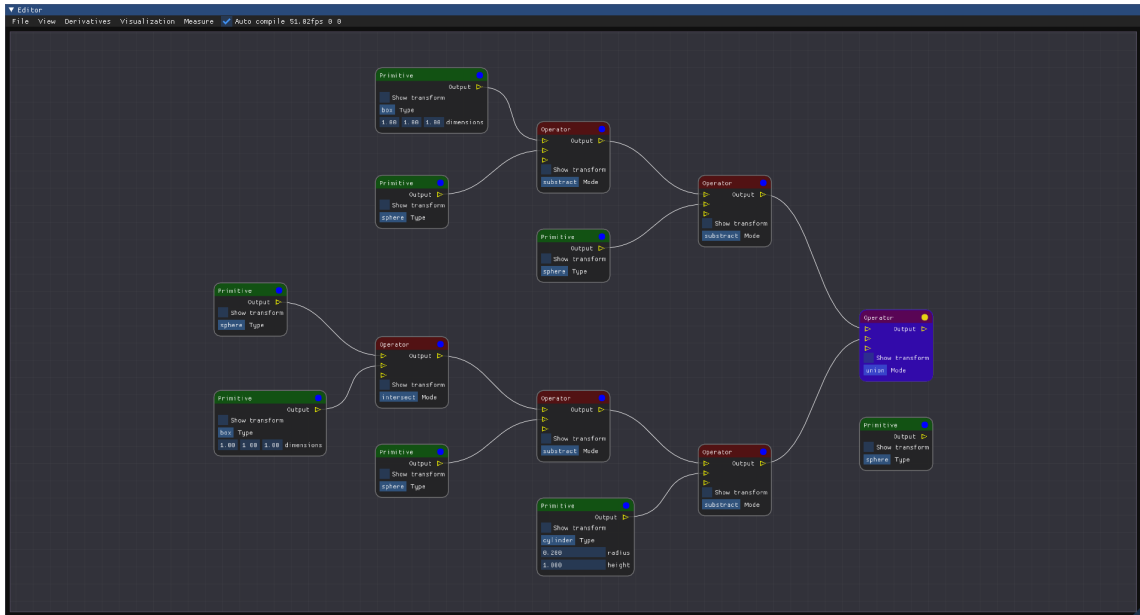 Editor
File View Derivatives Visualization Measure Auto compile 51.02fps 0 0
Primitive
Output
Show transform
box Type
1.00 1.00 1.00 dimensions
Operator
Output
Show transform
substract Mode
Primitive
Output
Show transform
sphere Type
Operator
Output
Show transform
substract Mode
Primitive
Output
Show transform
sphere Type
Primitive
Output
Show transform
sphere Type
Operator
Output
Show transform
union Mode
Operator
Output
Show transform
intersect Mode
Primitive
Output
Show transform
box Type
1.00 1 00 1.00 dimensions
Operator
Output
Show transform
substract Mode
Primitive
Output
Show transform
sphere Type
Primitive
Output
Show transform
sphere Type
Operator
Output
Show transform
substract Mode
Primitive
Output
Show transform
cylinder Type
0.200 radius
1.000 height